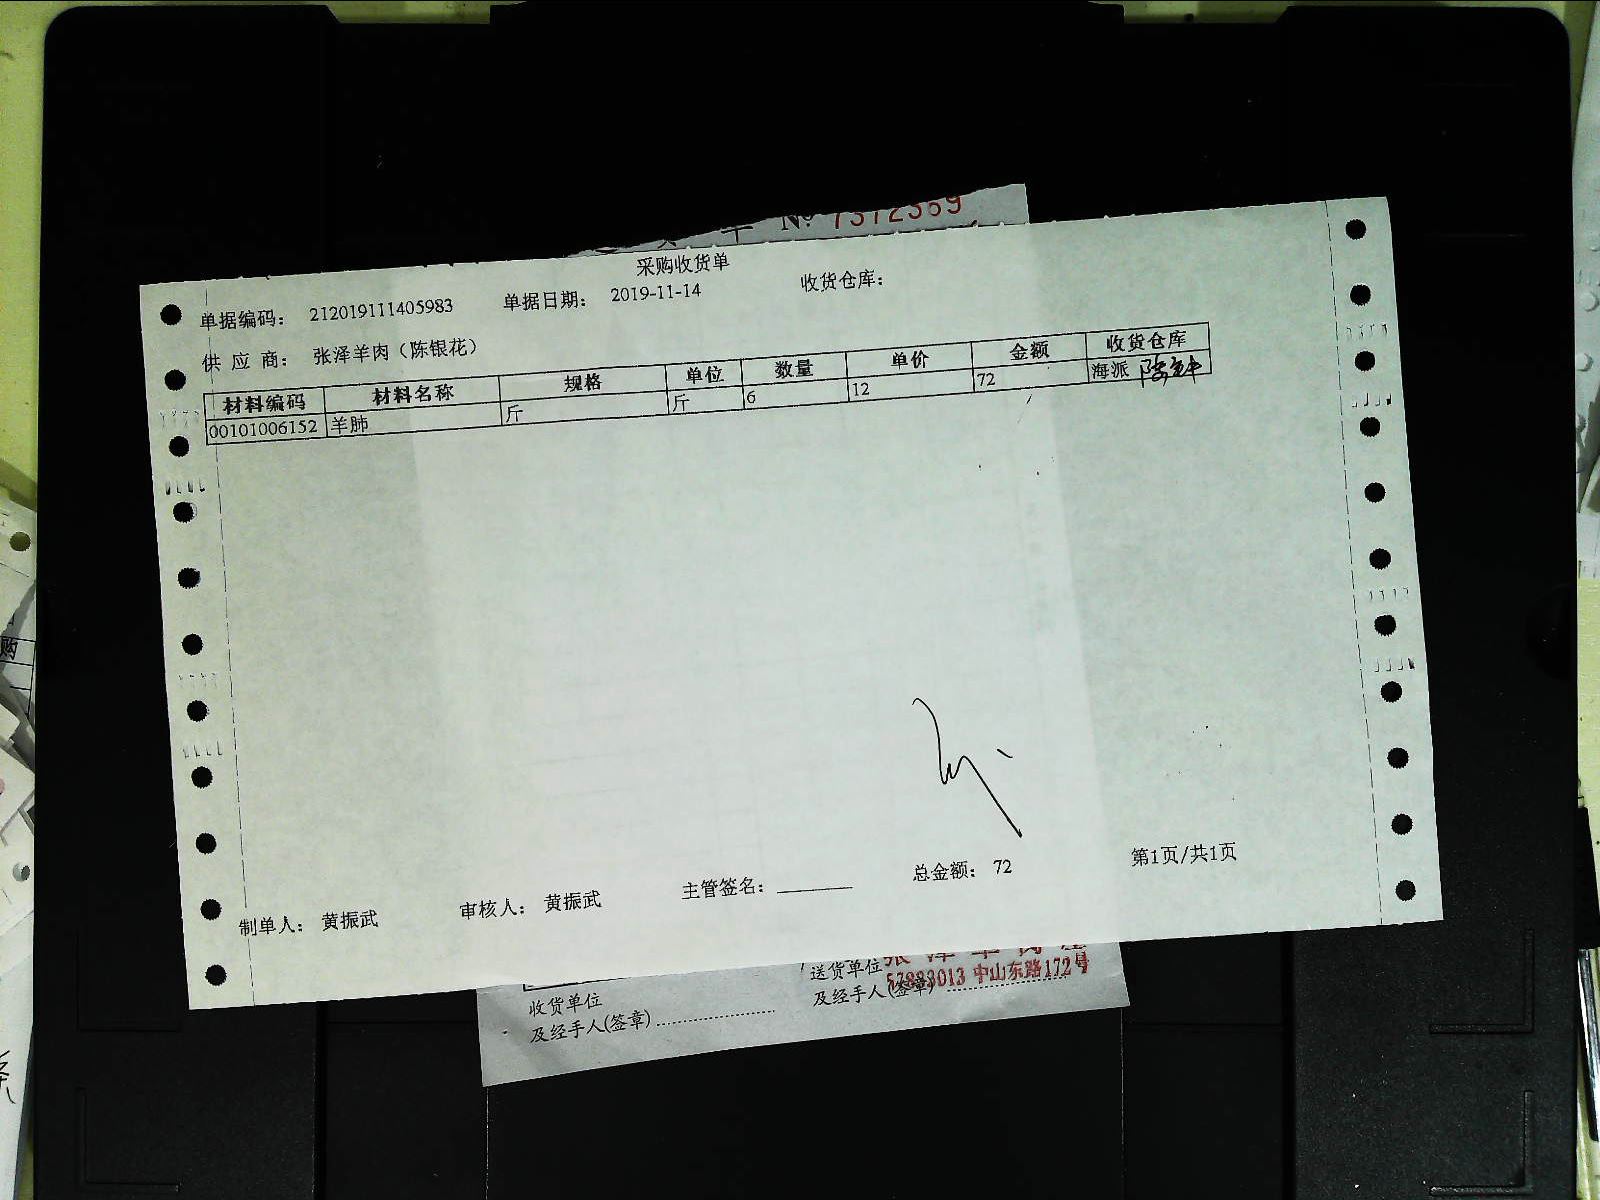 № 7372369
采购收货单
单据编码： 212019111405983 单据日期： 2019-11-14 收货仓库：
供 应 商： 张泽羊肉（陈银花）
材料编码 材料名称 规格 单位 数量 单价 金额 收货仓库
00101006152 羊肺 斤 斤 6 12 72 海派
制单人： 黄振武 审核人： 黄振武 主管签名： 总金额： 72 第1页/共1页
送货单位
57883013 中山东路172号
及经手人(签章)
收货单位
及经手人(签章)
购